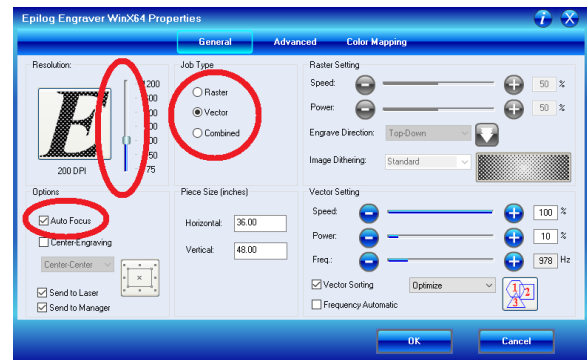 Epilog Engraver WinX64 Properties
General Advanced Color Mapping
Resolution:
E
1200
200 DPI
75
Job Type
Raster
Vector
Combined
Raster Setting
Speed: 50 %
Power: 50 %
Engrave Direction: Top-Down
Image Dithering: Standard
Options
Auto Focus
Center-Engraving
Center-Center
Send to Laser
Send to Manager
Piece Size (inches)
Horizontal: 36.00
Vertical: 48.00
Vector Setting
Speed: 100 %
Power: 10 %
Freq.: 978 Hz
Vector Sorting Optimize
1
2
3
Frequency Automatic
OK Cancel